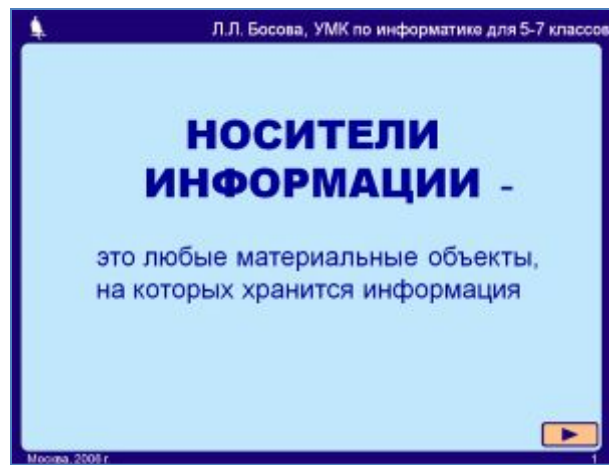 Л.Л. Босова, УМК по информатике для 5-7 классов
НОСИТЕЛИ
ИНФОРМАЦИИ -
это любые материальные объекты,
на которых хранится информация
Москва, 2006 г.
1